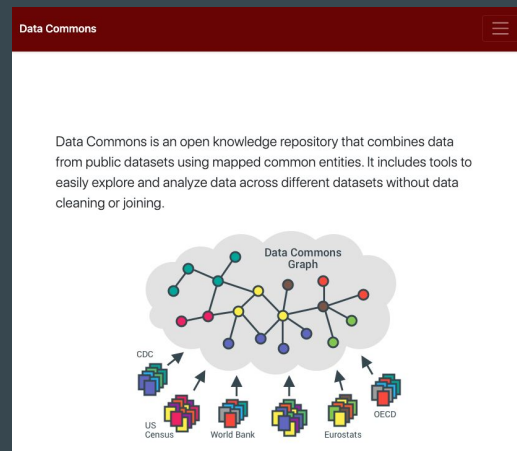 Data Commons
Data Commons is an open knowledge repository that combines data
from public datasets using mapped common entities. It includes tools to
easily explore and analyze data across different datasets without data
cleaning or joining.
Data Commons
Graph
CDC
US
Census
World Bank
Eurostats
OECD